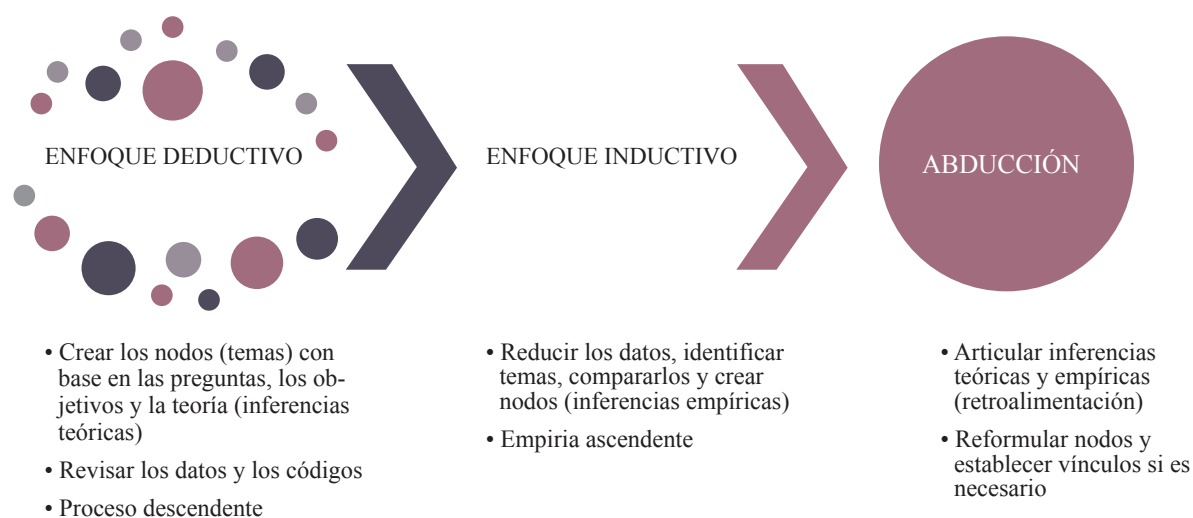 ENFOQUE DEDUCTIVO
ENFOQUE INDUCTIVO
ABDUCCIÓN
• Crear los nodos (temas) con
base en las preguntas, los ob-
jetivos y la teoría (inferencias
teóricas)
• Revisar los datos y los códigos
• Proceso descendente
• Reducir los datos, identificar
temas, compararlos y crear
nodos (inferencias empíricas)
• Empiria ascendente
• Articular inferencias
teóricas y empíricas
(retroalimentación)
• Reformular nodos y
establecer vínculos si es
necesario